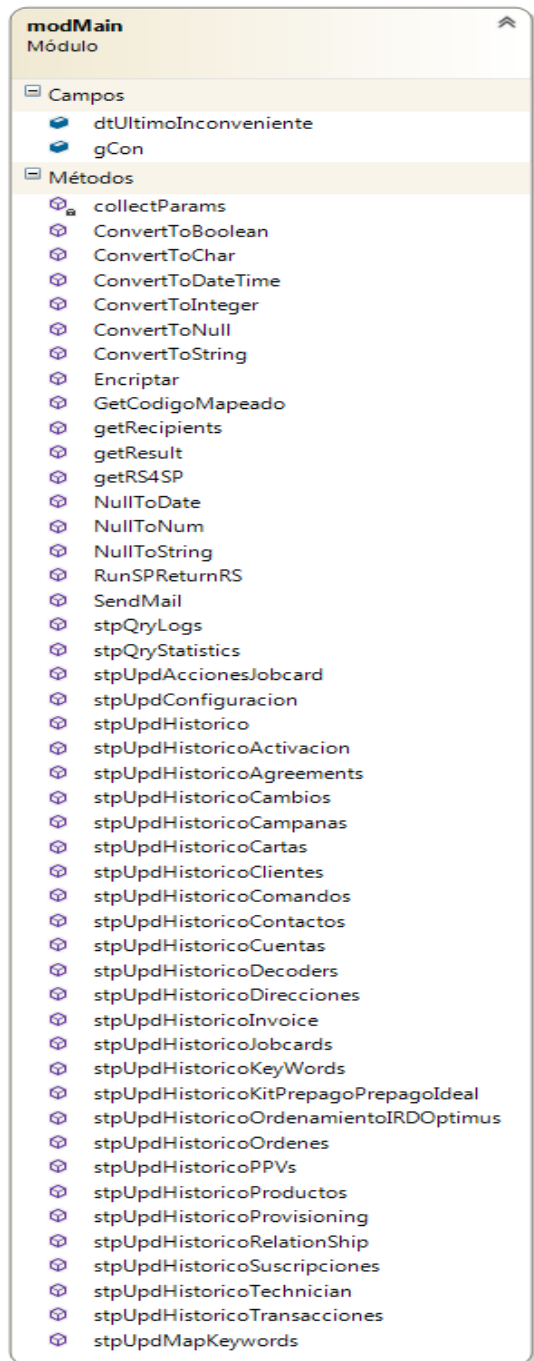 modMain
Módulo
Campos
dtUltimoInconveniente
gCon
Métodos
collectParams
ConvertToBoolean
ConvertToChar
ConvertToDateTime
ConvertToInteger
ConvertToNull
ConvertToString
Encriptar
GetCodigoMapeado
getRecipients
getResult
getRS4SP
NullToDate
NullToNum
NullToString
RunSPReturnRS
SendMail
stpQryLogs
stpQryStatistics
stpUpdAccionesJobcard
stpUpdConfiguracion
stpUpdHistorico
stpUpdHistoricoActivacion
stpUpdHistoricoAgreements
stpUpdHistoricoCambios
stpUpdHistoricoCampanas
stpUpdHistoricoCartas
stpUpdHistoricoClientes
stpUpdHistoricoComandos
stpUpdHistoricoContactos
stpUpdHistoricoCuentas
stpUpdHistoricoDecoders
stpUpdHistoricoDirecciones
stpUpdHistoricoInvoice
stpUpdHistoricoJobcards
stpUpdHistoricoKeyWords
stpUpdHistoricoKitPrepagoPrepagoIdeal
stpUpdHistoricoOrdenamientoIRDOptimus
stpUpdHistoricoOrdenes
stpUpdHistoricoPPVs
stpUpdHistoricoProductos
stpUpdHistoricoProvisioning
stpUpdHistoricoRelationShip
stpUpdHistoricoSuscripciones
stpUpdHistoricoTechnician
stpUpdHistoricoTransacciones
stpUpdMapKeywords